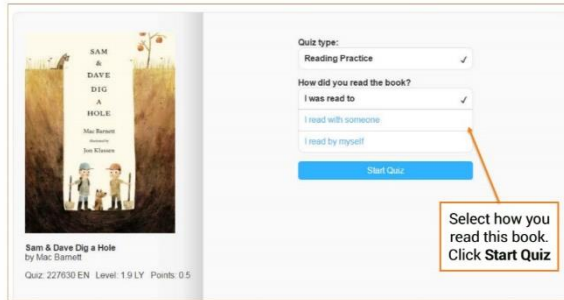 SAM
&
DAVE
DIG
A
HOLE
Mac Barnett
Jon Klassen
Sam & Dave Dig a Hole
by Mac Barnett
Quiz: 227630 EN Level: 1.9 LY Points: 0.5
Quiz type:
Reading Practice ✓
How did you read the book?
I was read to ✓
I read with someone
I read by myself
Start Quiz
Select how you
read this book.
Click Start Quiz